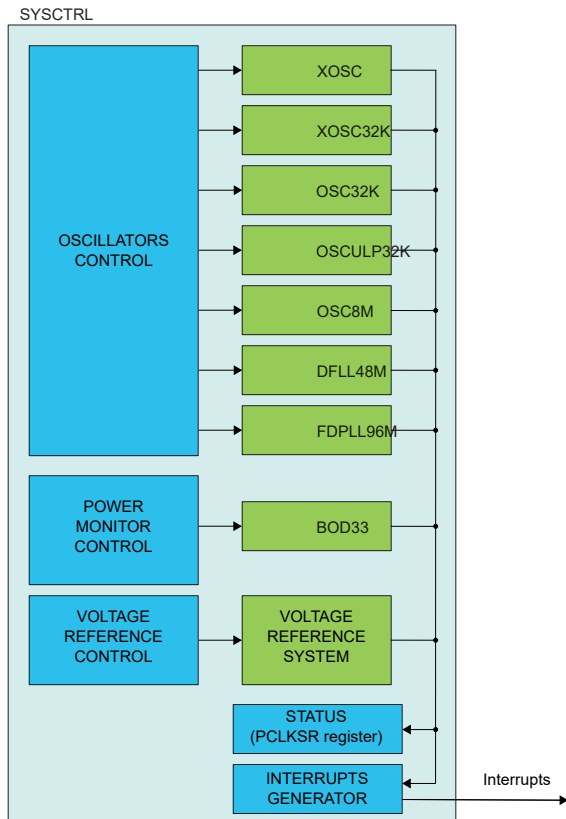 SYSCTRL
XOSC
XOSC32K
OSC32K
OSCILLATORS
CONTROL
OSCULP32K
OSC8M
DFLL48M
FDPLL96M
POWER
MONITOR
CONTROL
BOD33
VOLTAGE
REFERENCE
CONTROL
VOLTAGE
REFERENCE
SYSTEM
STATUS
(PCLKSR register)
INTERRUPTS
GENERATOR
Interrupts